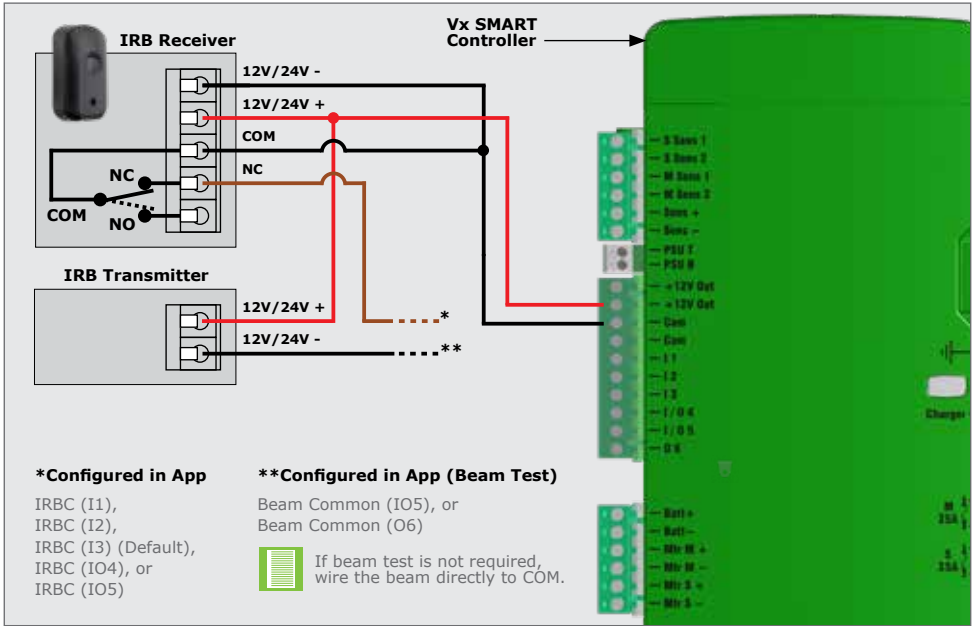 IRB Receiver
Vx SMART
Controller
12V/24V -
12V/24V +
COM
NC
NC
COM
NO
IRB Transmitter
12V/24V +
*
12V/24V -
**
S Sens 1
S Sens 2
M Sens 1
M Sens 2
Sens +
Sens -
PSU T
PSU R
+12V Out
+12V Out
Com
Com
I 1
I 2
I 3
I/O 4
I/O 5
O 6
Charger
Batt+
Batt-
Mtr M +
Mtr M -
Mtr S +
Mtr S -
M
S
*Configured in App
IRBC (I1),
IRBC (I2),
IRBC (I3) (Default),
IRBC (IO4), or
IRBC (IO5)
**Configured in App (Beam Test)
Beam Common (IO5), or
Beam Common (O6)
If beam test is not required,
wire the beam directly to COM.